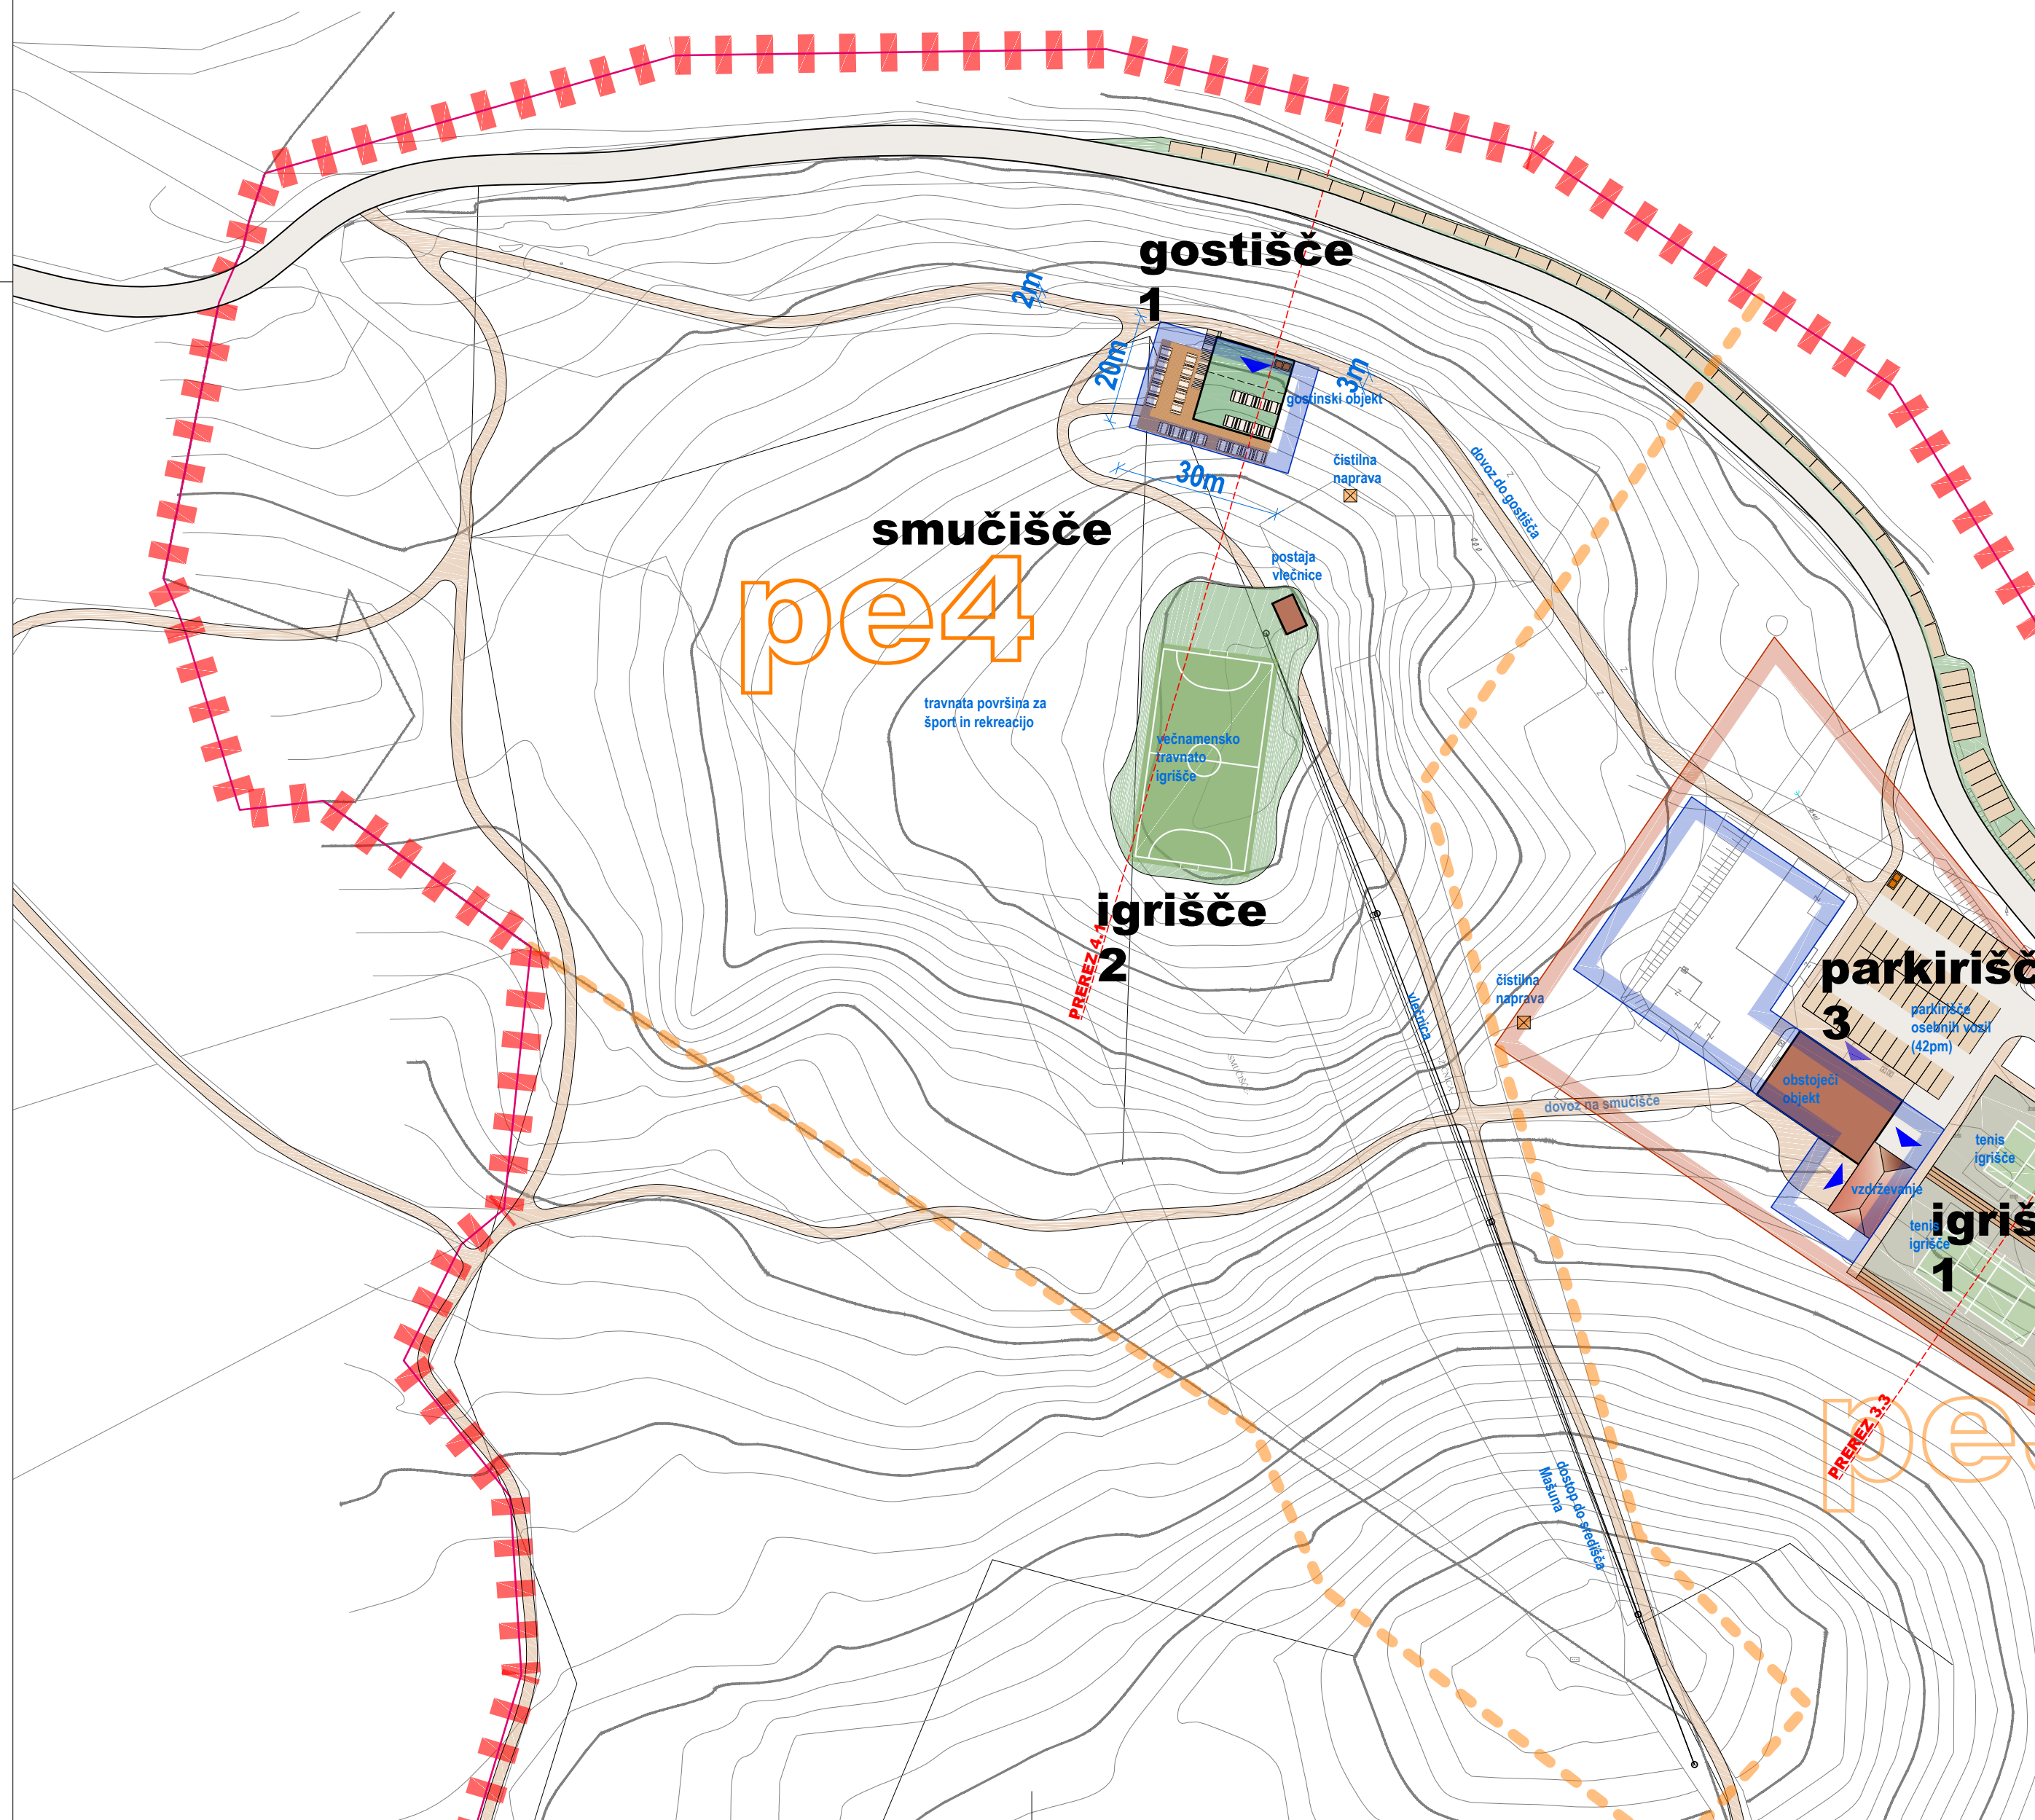 gostišče
1
2m
20m
3m
gostinski objekt
30m
čistilna
naprava
dovoz do gostišča
smučišče
pe4
postaja
vlečnice
travnata površina za
šport in rekreacijo
večnamensko
travnato
igrišče
igrišče
2
PREREZ 4.1
vlečnica
čistilna
naprava
parkirišč
3
parkirišče
osebnih vozil
(42pm)
obstoječi
objekt
dovoz na smučišče
tenis
igrišče
vzdrževanje
igriš
1
tenis
igrišče
PREREZ 3.3
pe
dostop do središča
Mašuna